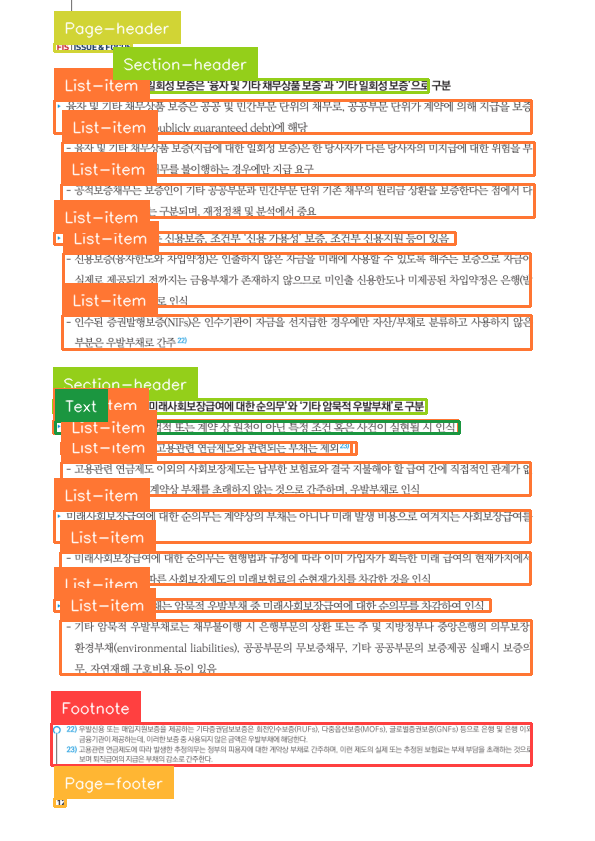 Page-header
FIS | ISSUE & FOCUS
Section-header
List-item
일회성 보증은 '융자 및 기타 채무상품 보증'과 '기타 일회성 보증'으로 구분
융자 및 기타 채무상품 보증은 공공 및 민간부문 단위의 채무로, 공공부문 단위가 계약에 의해 지급을 보증
List-item
publicly guaranteed debt)에 해당
- 융자 및 기타 채무상품 보증(지급에 대한 일회성 보증)은 한 당사자가 다른 당사자의 미지급에 대한 위험을 부
List-item
무를 불이행하는 경우에만 지급 요구
- 공적보증채무는 보증인이 기타 공공부문과 민간부문 단위 기존 채무의 원리금 상환을 보증한다는 점에서 다
List-item
는 구분되며, 재정정책 및 분석에서 중요
List-item
는 신용보증, 조건부 '신용 가용성' 보증, 조건부 신용지원 등이 있음
- 신용보증(융자한도와 차입약정)은 인출하지 않은 자금을 미래에 사용할 수 있도록 해주는 보증으로 자금이
실제로 제공되기 전까지는 금융부채가 존재하지 않으므로 미인출 신용한도나 미제공된 차입약정은 은행(발
List-item
로 인식
- 인수된 증권발행보증(NIFs)은 인수기관이 자금을 선지급한 경우에만 자산/부채로 분류하고 사용하지 않은
부분은 우발부채로 간주22)
Section-header
Text
tem
미래사회보장급여에 대한 순의무'와 '기타 암묵적 우발부채'로 구분
List-item
적 또는 계약 상 원천이 아닌 특정 조건 혹은 사건이 실현될 시 인식
List-item
고용관련 연금제도와 관련되는 부채는 제외23)
- 고용관련 연금제도 이외의 사회보장제도는 납부한 보험료와 결국 지불해야 할 급여 간에 직접적인 관계가 없
List-item
계약상 부채를 초래하지 않는 것으로 간주하며, 우발부채로 인식
미래사회보장급여에 대한 순의무는 계약상의 부채는 아니나 미래 발생 비용으로 여겨지는 사회보장급여를
List-item
- 미래사회보장급여에 대한 순의무는 현행법과 규정에 따라 이미 가입자가 획득한 미래 급여의 현재가치에서
List-item
따른 사회보장제도의 미래보험료의 순현재가치를 차감한 것을 인식
List-item
채는 암묵적 우발부채 중 미래사회보장급여에 대한 순의무를 차감하여 인식
- 기타 암묵적 우발부채로는 채무불이행 시 은행부문의 상환 또는 주 및 지방정부나 중앙은행의 의무보장
환경부채(environmental liabilities), 공공부문의 무보증채무, 기타 공공부문의 보증제공 실패시 보증의
무, 자연재해 구호비용 등이 있음
Footnote
22) 우발신용 또는 매입지원보증을 제공하는 기타증권담보보증은 회전인수보증(RUFs), 다중옵션보증(MOFs), 글로벌증권보증(GNFs) 등으로 은행 및 은행 이외
금융기관이 제공하는데, 이러한 보증 중 사용되지 않은 금액은 우발부채에 해당한다.
23) 고용관련 연금제도에 따라 발생한 추정의무는 정부의 피용자에 대한 계약상 부채로 간주하며, 이런 제도의 실제 또는 추정된 보험료는 부채 부담을 초래하는 것으로
보며 퇴직급여의 지급은 부채의 감소로 간주한다.
Page-footer
12